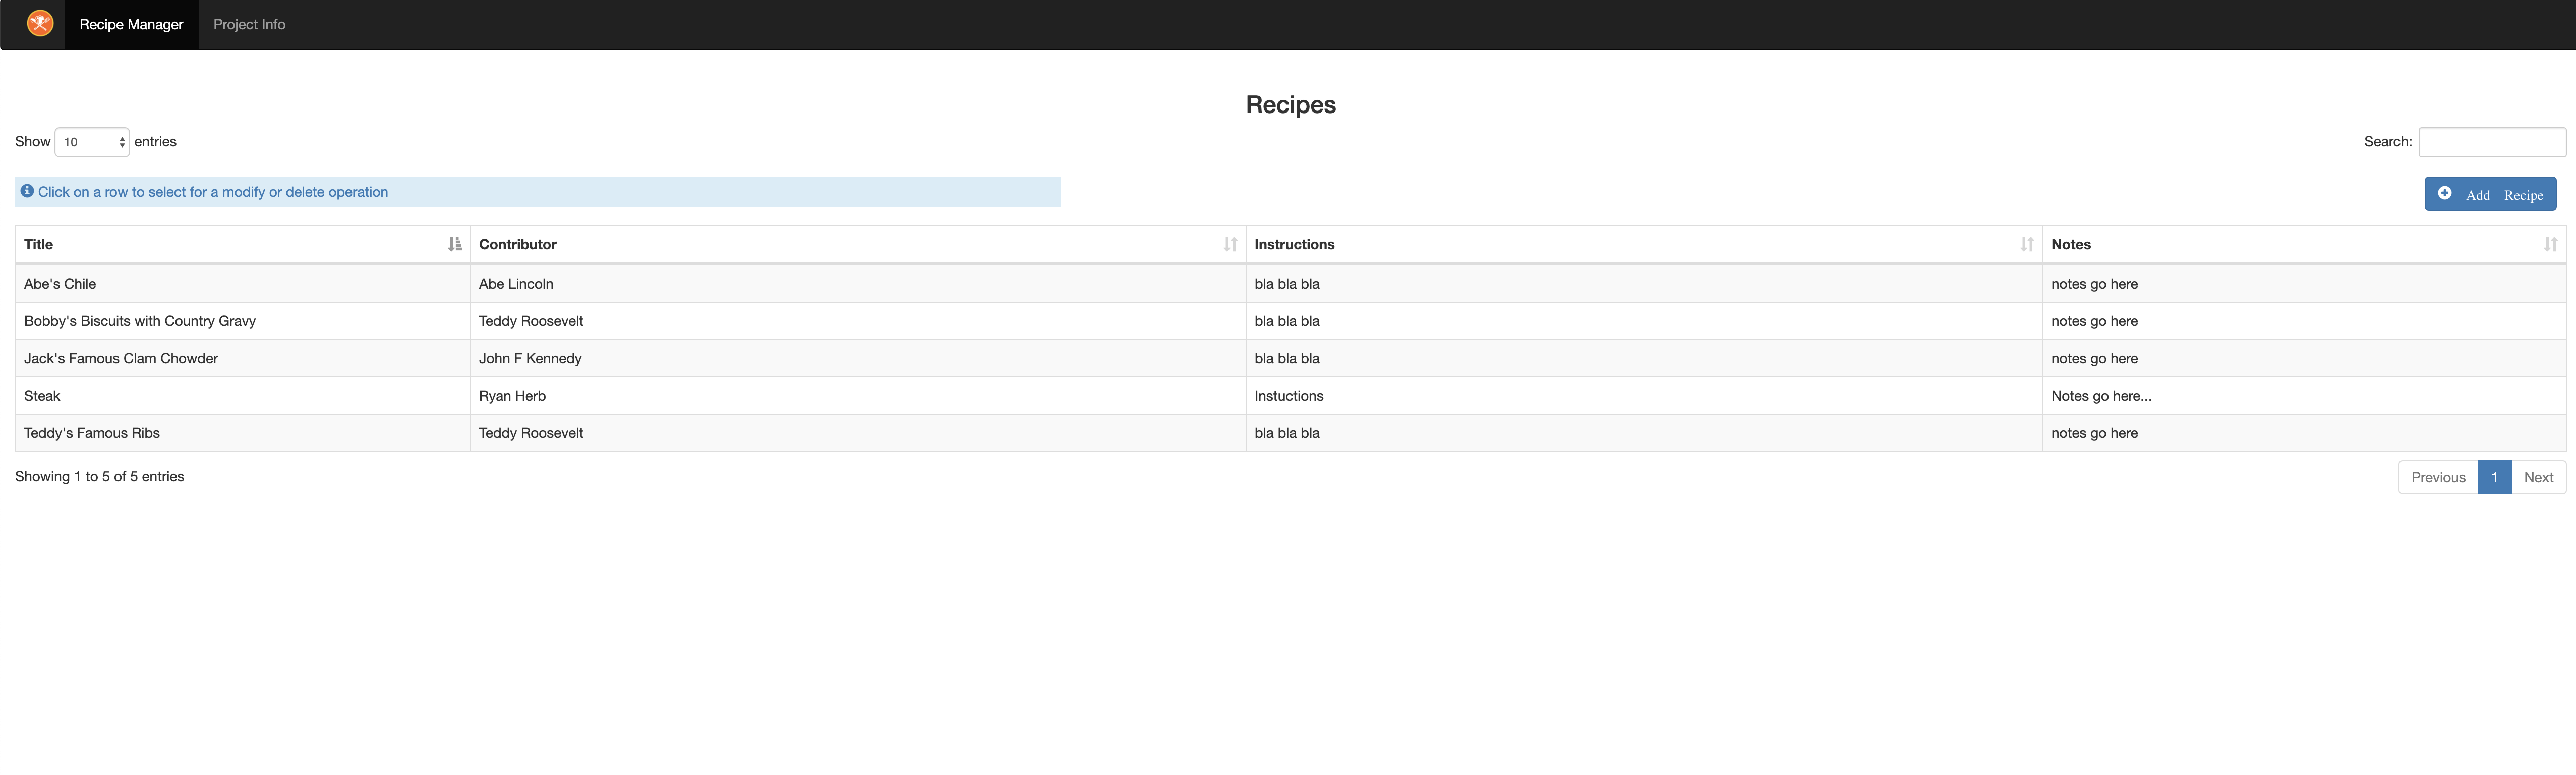 Recipe Manager Project Info
Recipes
Show 10 entries Search:
Click on a row to select for a modify or delete operation Add Recipe
Title Contributor Instructions Notes
Abe's Chile Abe Lincoln bla bla bla notes go here
Bobby's Biscuits with Country Gravy Teddy Roosevelt bla bla bla notes go here
Jack's Famous Clam Chowder John F Kennedy bla bla bla notes go here
Steak Ryan Herb Instuctions Notes go here...
Teddy's Famous Ribs Teddy Roosevelt bla bla bla notes go here
Showing 1 to 5 of 5 entries Previous 1 Next